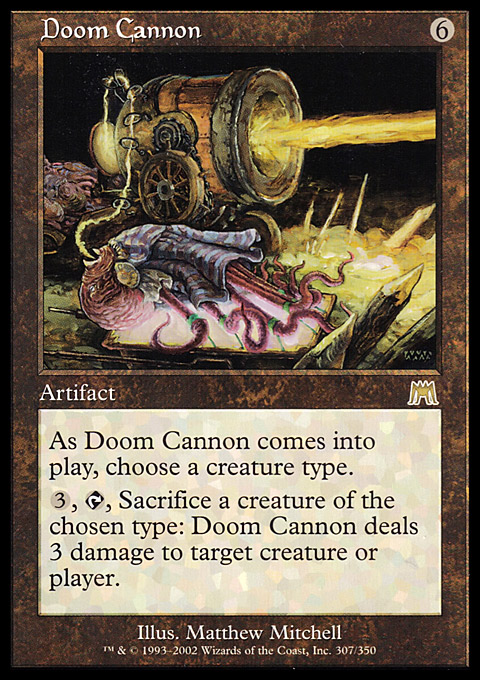 Doom Cannon 6
Artifact
As Doom Cannon comes into
play, choose a creature type.
3, , Sacrifice a creature of the
chosen type: Doom Cannon deals
3 damage to target creature or
player.
Illus. Matthew Mitchell
™ & © 1993-2002 Wizards of the Coast, Inc. 307/350